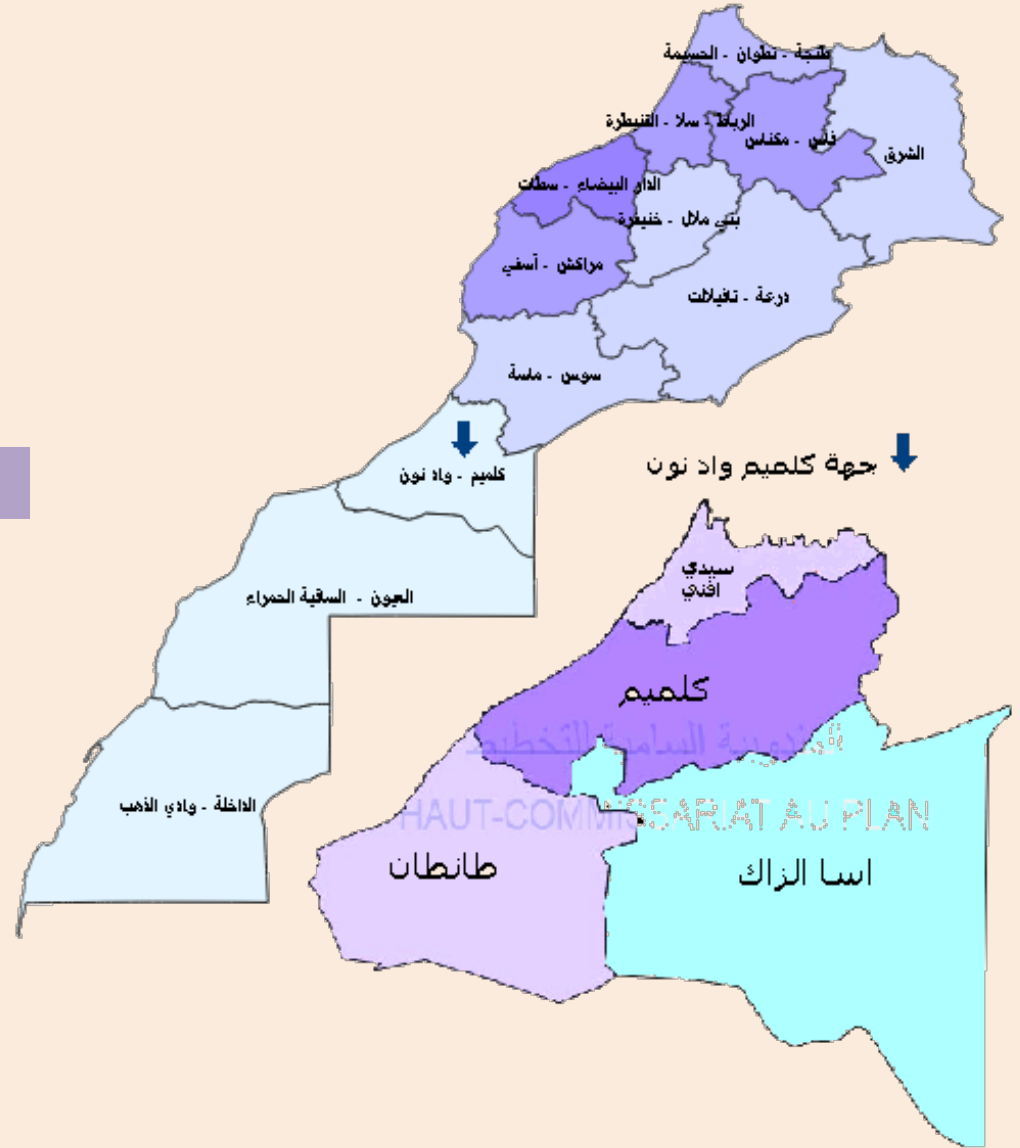 طنجة - تطوان - الحسيمة
الرباط - سلا - القنيطرة
فاس - مكناس
الشرق
الدار البيضاء - سطات
بني ملال - خنيفرة
مراكش - آسفي
درعة - تافيلالت
سوس - ماسة
جهة كلميم واد نون
كلميم - واد نون
سيدي
افني
العيون - الساقية الحمراء
كلميم
المندوبية السامية للتخطيط
الداخلة - وادي الذهب
HAUT-COMMISSARIAT AU PLAN
طانطان
اسا الزاك